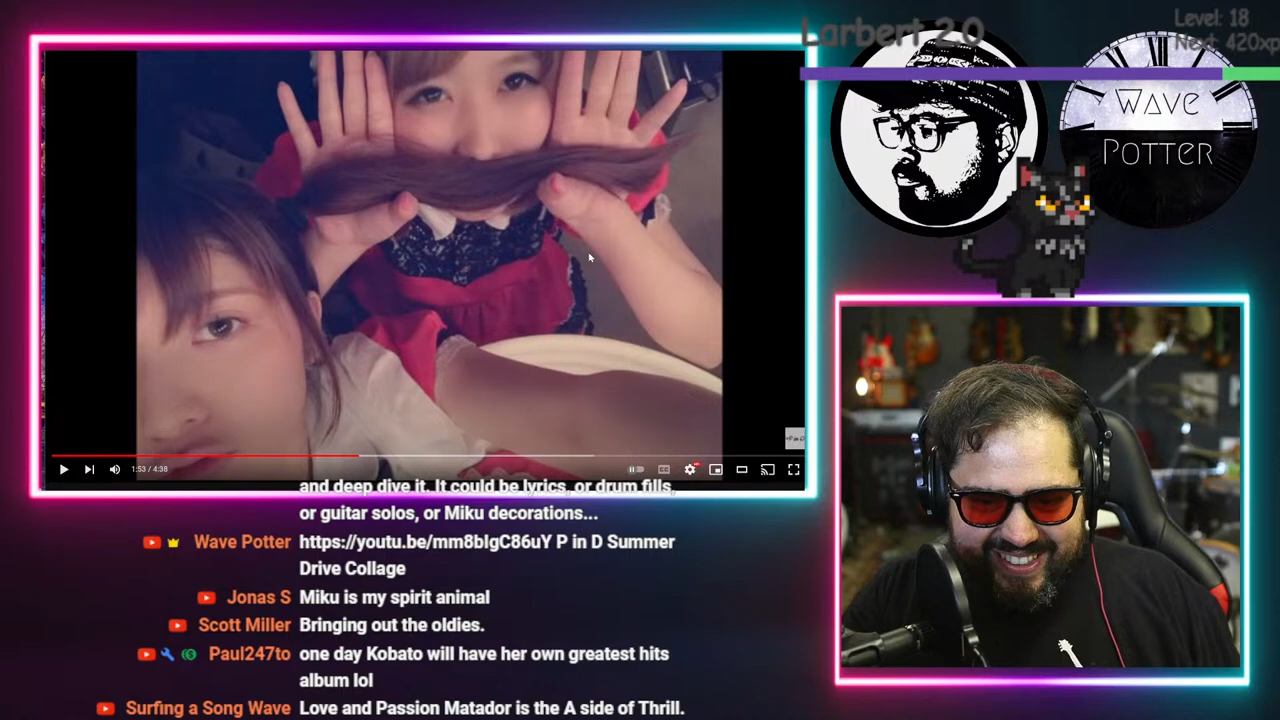 Larbert 2.0
Level: 18
Next: 420xp
WAVE
POTTER
1:53 / 4:38
and deep dive it. It could be lyrics, or drum fills,
or guitar solos, or Miku decorations...
Wave Potter https://youtu.be/mm8blgC86uY P in D Summer
Drive Collage
Jonas S Miku is my spirit animal
Scott Miller Bringing out the oldies.
Paul247to one day Kobato will have her own greatest hits
album lol
Surfing a Song Wave Love and Passion Matador is the A side of Thrill.